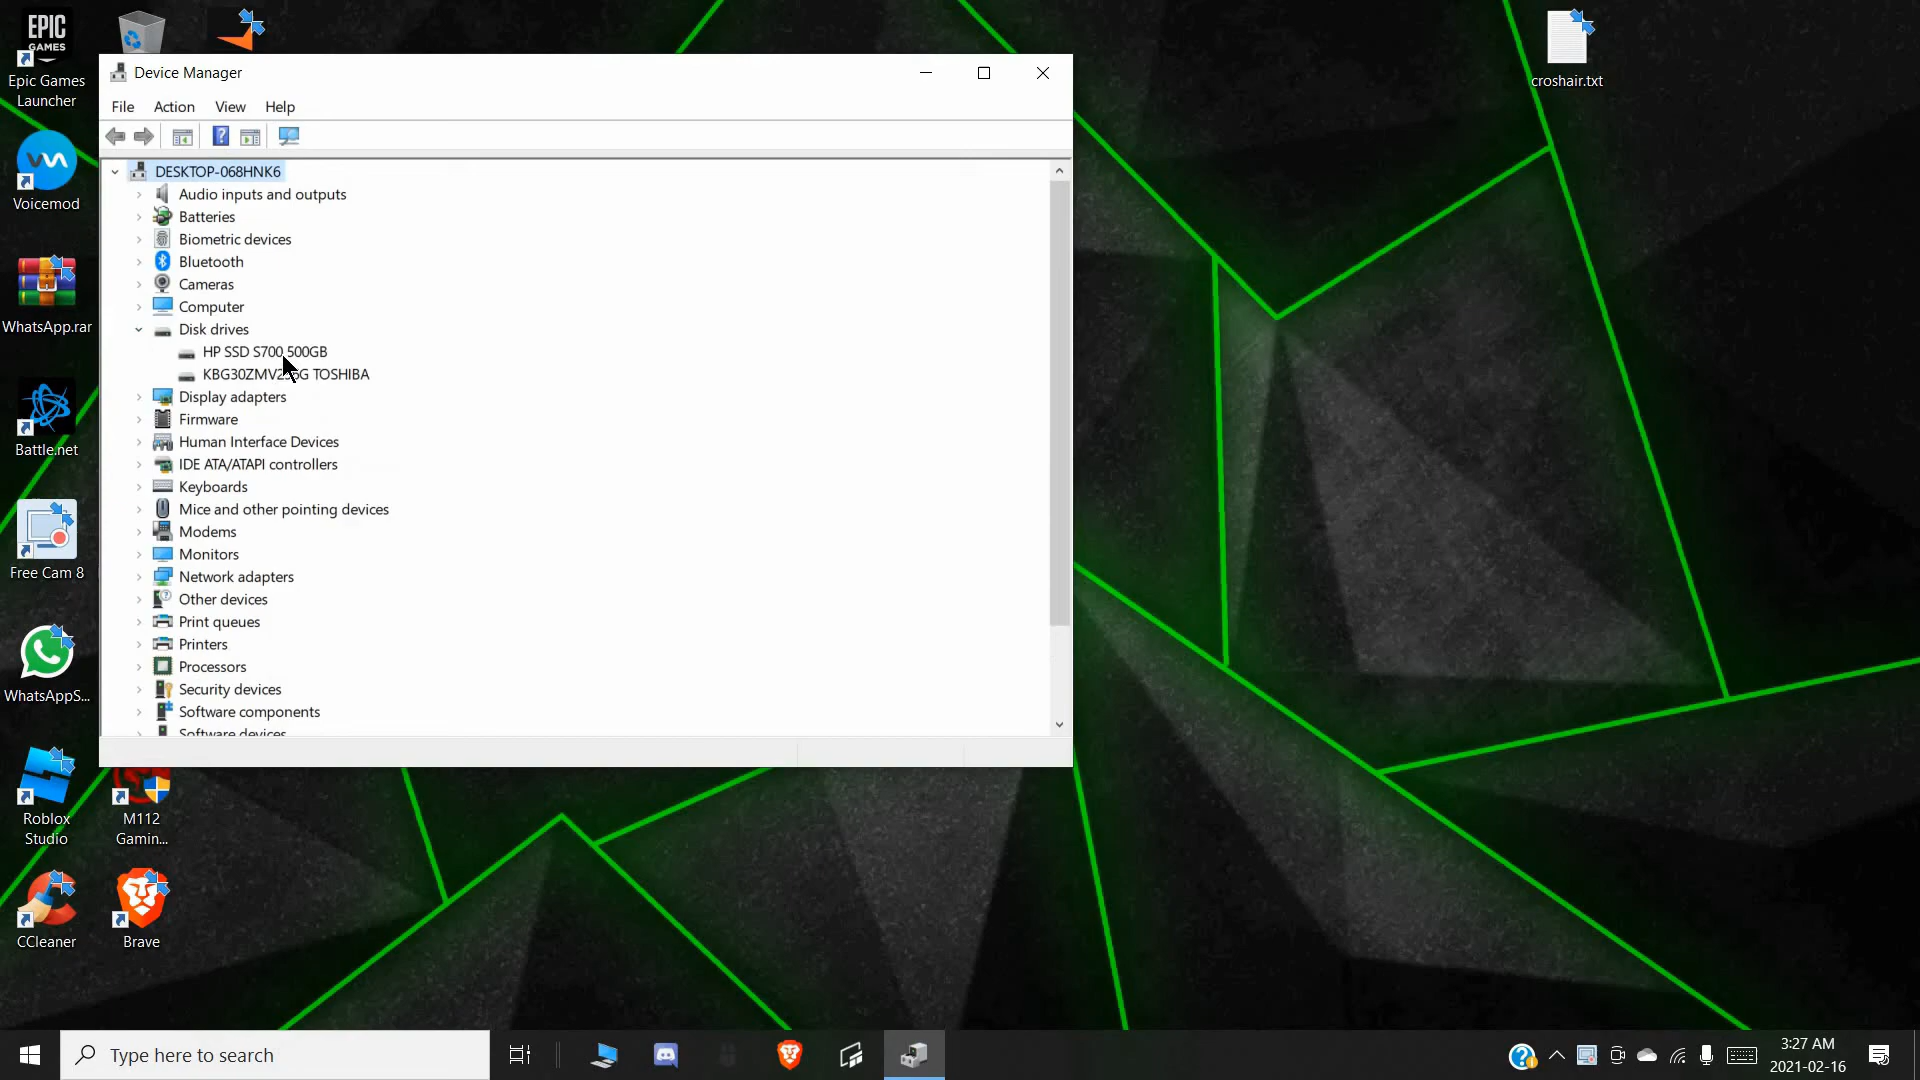 EPIC
GAMES
Epic Games
Launcher
Voicemod
WhatsApp.rar
Battle.net
Free Cam 8
WhatsAppS...
Roblox
Studio
M112
Gamin...
CCleaner
Brave
croshair.txt
Device Manager
File Action View Help
DESKTOP-068HNK6
Audio inputs and outputs
Batteries
Biometric devices
Bluetooth
Cameras
Computer
Disk drives
HP SSD S700 500GB
TOSHIBA
Display adapters
Firmware
Human Interface Devices
IDE ATA/ATAPI controllers
Keyboards
Mice and other pointing devices
Modems
Monitors
Network adapters
Other devices
Print queues
Printers
Processors
Security devices
Software components
Software devices
Type here to search
3:27 AM
2021-02-16